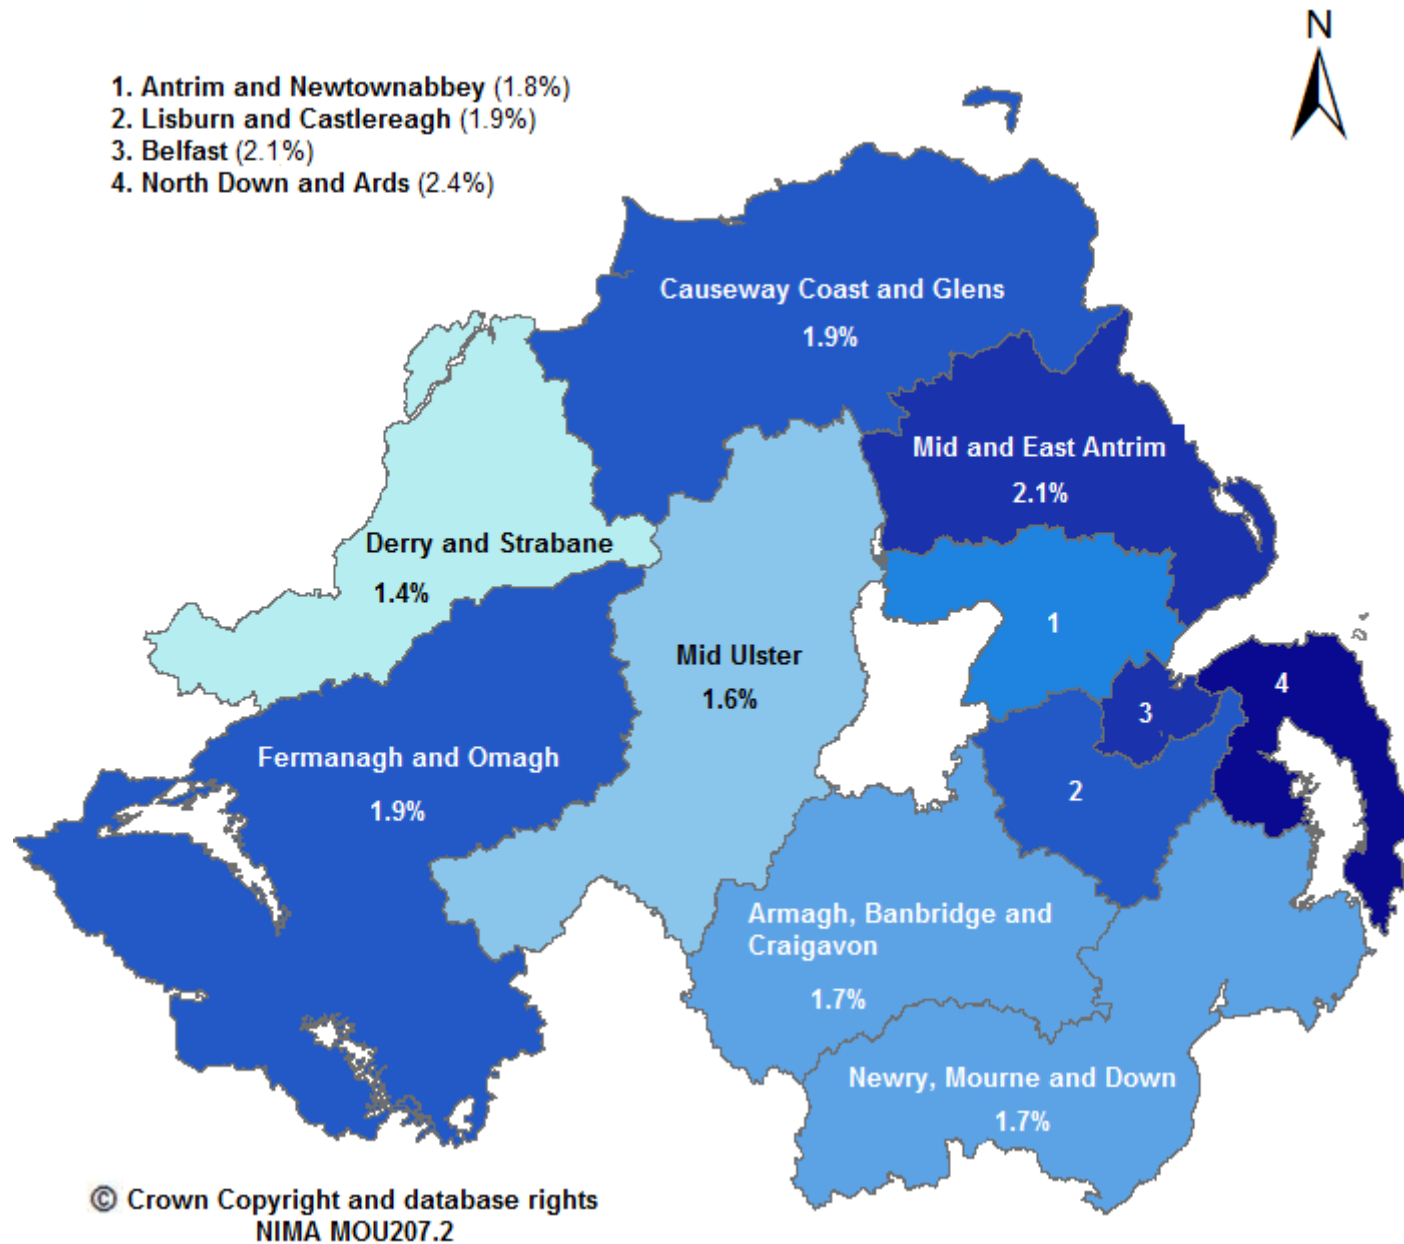 N
1. Antrim and Newtownabbey (1.8%)
2. Lisburn and Castlereagh (1.9%)
3. Belfast (2.1%)
4. North Down and Ards (2.4%)
Causeway Coast and Glens
1.9%
Mid and East Antrim
2.1%
Derry and Strabane
1.4%
1
Mid Ulster
1.6%
4
3
Fermanagh and Omagh
1.9%
2
Armagh, Banbridge and
Craigavon
1.7%
Newry, Mourne and Down
1.7%
© Crown Copyright and database rights
NIMA MOU207.2